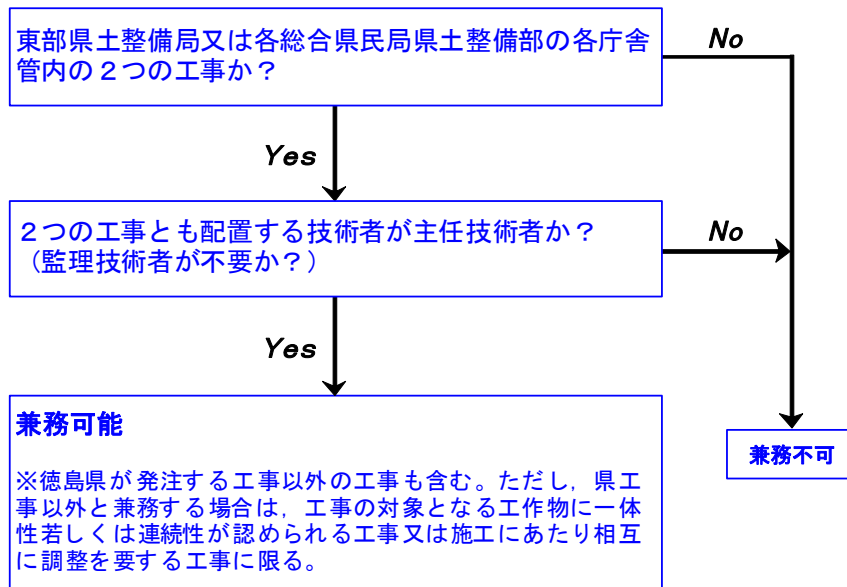 東部県土整備局又は各総合県民局県土整備部の各庁舎
管内の２つの工事か？
No
Yes
２つの工事とも配置する技術者が主任技術者か？
（監理技術者が不要か？）
No
Yes
兼務可能
※徳島県が発注する工事以外の工事も含む。ただし，県工
事以外と兼務する場合は，工事の対象となる工作物に一体
性若しくは連続性が認められる工事又は施工にあたり相互
に調整を要する工事に限る。
兼務不可